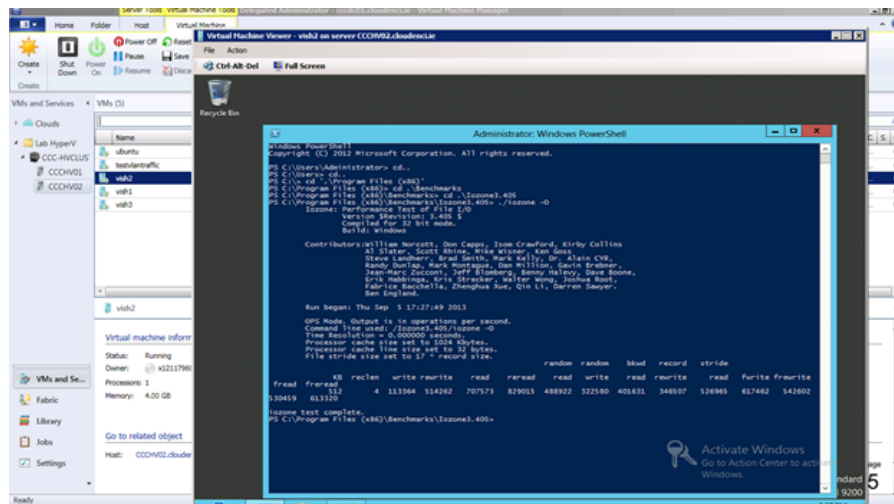 Server Tools Virtual Machine Tools Delegated Administrator - cccdc01.cloudenci.ie - Virtual Machine Manager
Home Folder Host Virtual Machine
Create Shut Down Power On
Power Off Reset
Pause Save
Resume
Create
VMs and Services
Clouds
Lab HyperV
CCC-HVCLUS
CCCHV01
CCCHV02
VMs (5)
Name
ubuntu
testvlantraffic
vish2
vish1
vish3
vish2
Virtual machine inform
Status: Running
Owner: x1211796
Processors: 1
Memory: 4.00 GB
Go to related object
Host: CCCHV02.clouder
VMs and Se...
Fabric
Library
Jobs
Settings
Ready
Virtual Machine Viewer - vish2 on server CCCHV02.cloudenci.ie
File Action
Ctrl-Alt-Del Full Screen
Recycle Bin
Administrator: Windows PowerShell
Windows PowerShell
Copyright (C) 2012 Microsoft Corporation. All rights reserved.
PS C:\Users\Administrator> cd..
PS C:\Users> cd..
PS C:\> cd '.\Program Files (x86)'
PS C:\Program Files (x86)> cd .\Benchmarks
PS C:\Program Files (x86)\Benchmarks> cd .\Iozone3.405
PS C:\Program Files (x86)\Benchmarks\Iozone3.405> ./iozone -O
Iozone: Performance Test of File I/O
Version $Revision: 3.405 $
Compiled for 32 bit mode.
Build: Windows
Contributors:William Norcott, Don Capps, Isom Crawford, Kirby Collins
Al Slater, Scott Rhine, Mike Wisner, Ken Goss
Steve Landherr, Brad Smith, Mark Kelly, Dr. Alain CYR,
Randy Dunlap, Mark Montague, Dan Million, Gavin Brebner,
Jean-Marc Zucconi, Jeff Blomberg, Benny Halevy, Dave Boone,
Erik Habbinga, Kris Strecker, Walter Wong, Joshua Root,
Fabrice Bacchella, Zhenghua Xue, Qin Li, Darren Sawyer.
Ben England.
Run began: Thu Sep 5 17:27:49 2013
OPS Mode. Output is in operations per second.
Command line used: /Iozone3.405/iozone -O
Time Resolution = 0.000000 seconds.
Processor cache size set to 1024 Kbytes.
Processor cache line size set to 32 bytes.
File stride size set to 17 * record size.
random random bkwd record stride
KB reclen write rewrite read reread read write read rewrite read fwrite frewrite
fread freread
512 4 113364 514262 707573 829015 488922 322580 401631 346507 526965 617462 542602
530459 613320
iozone test complete.
PS C:\Program Files (x86)\Benchmarks\Iozone3.405>
Activate Windows
Go to Action Center to activ
Windows.
ndard
9200